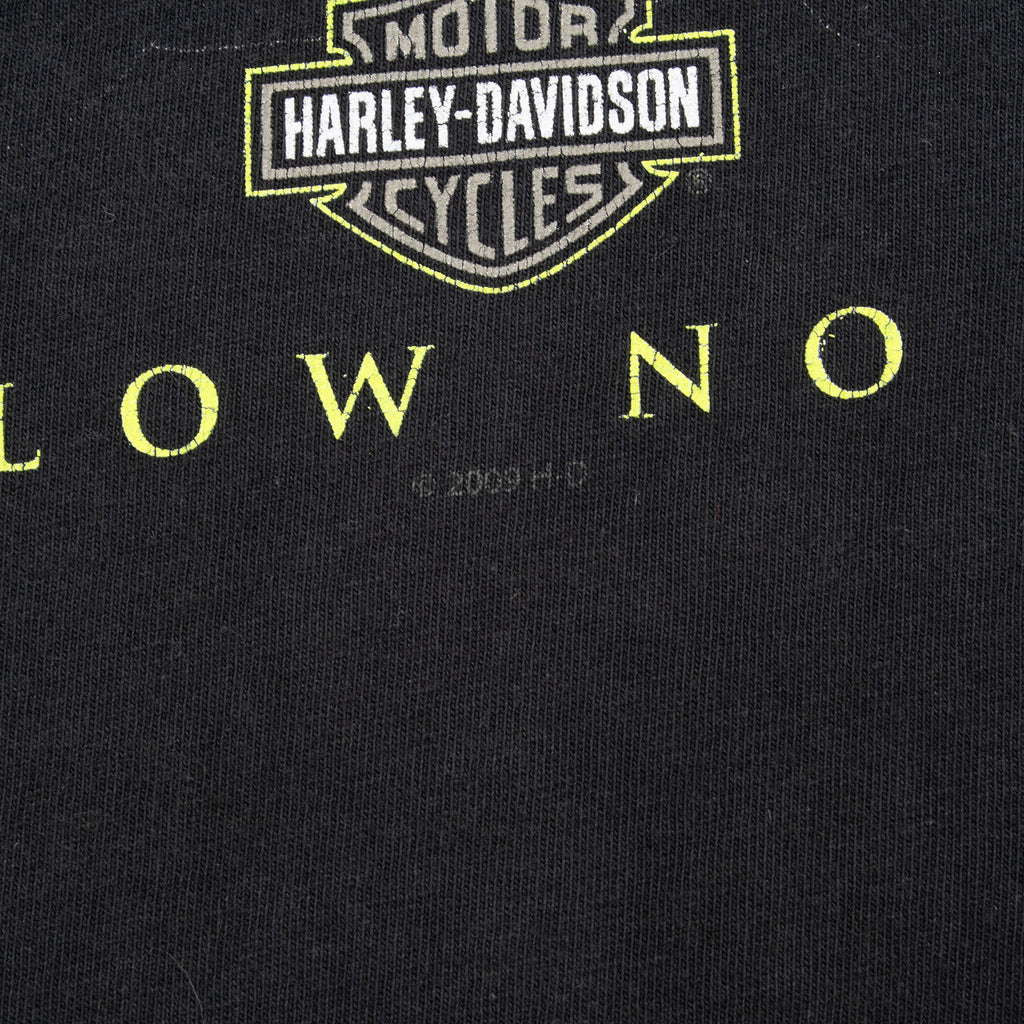 MOTOR
HARLEY-DAVIDSON
CYCLES
®
LOW NO
© 2009 H-D